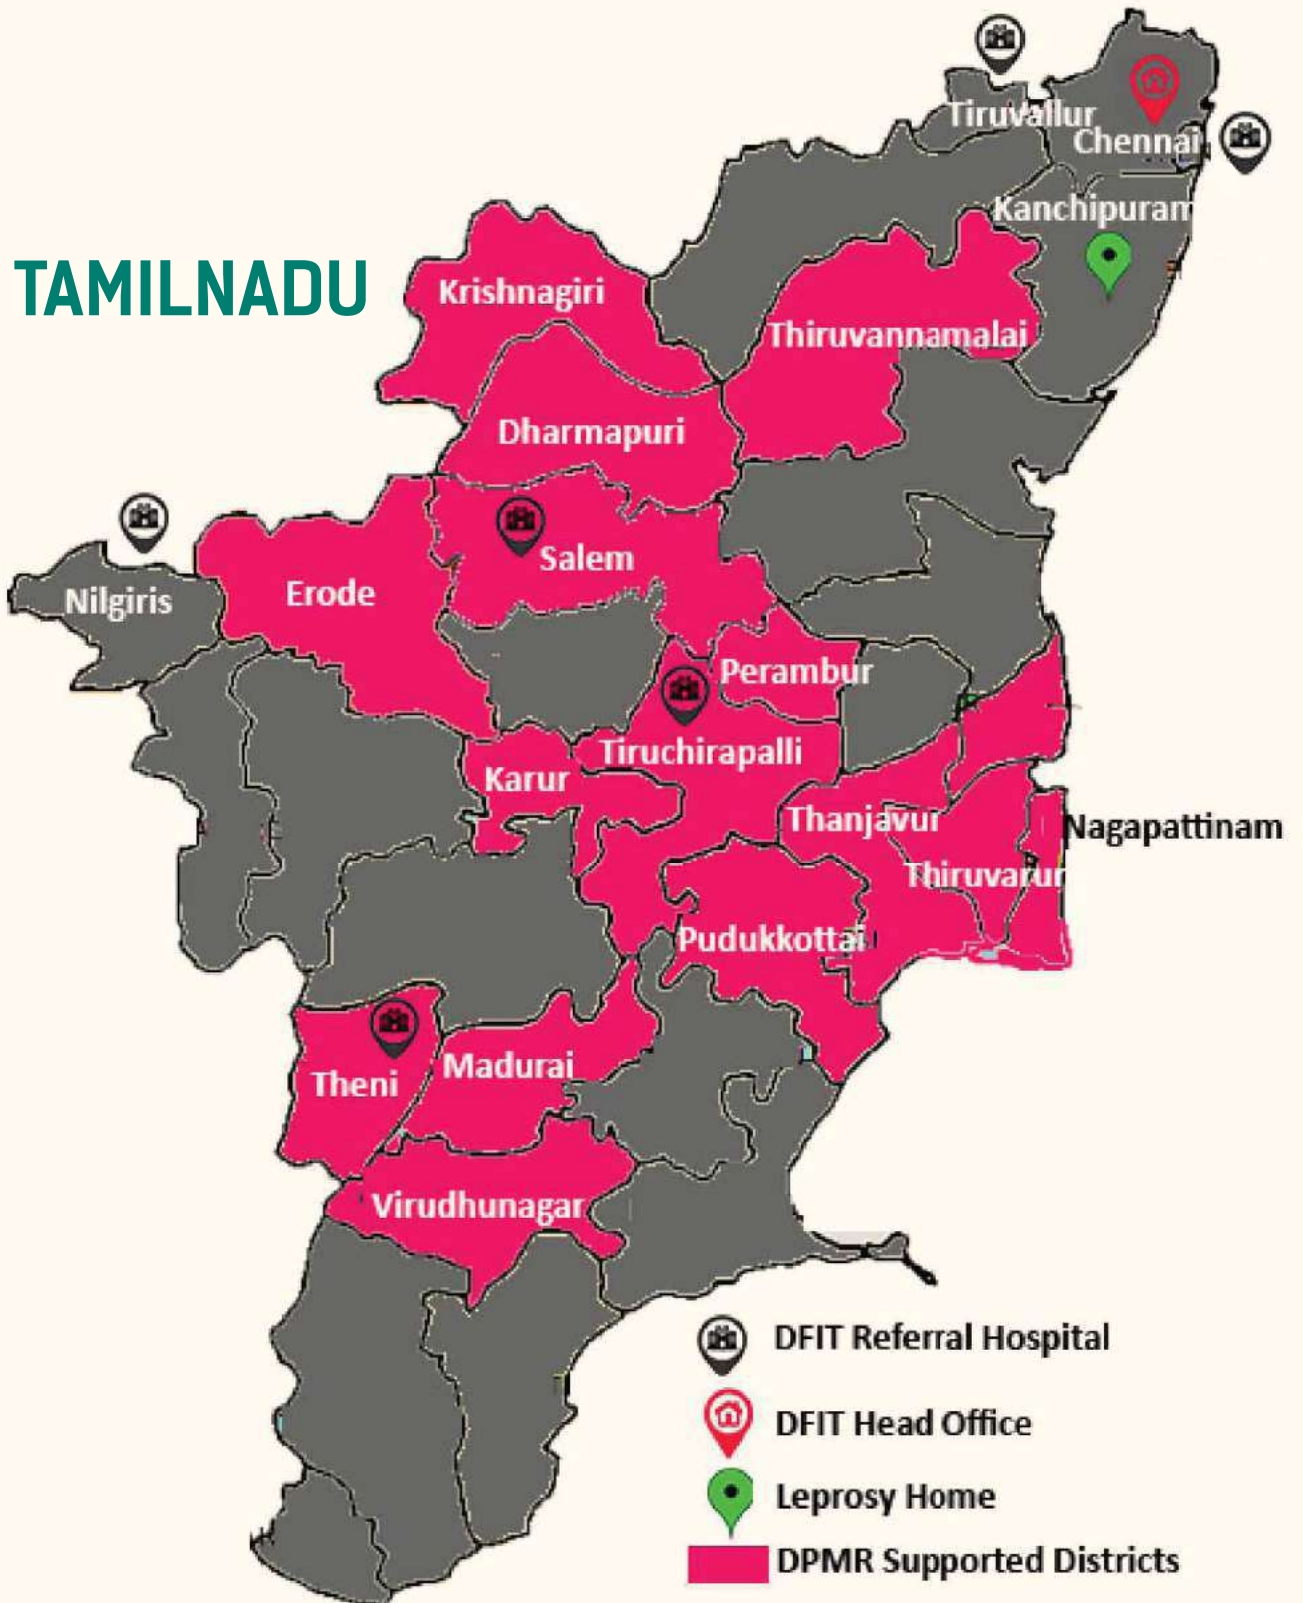 Tiruvallur
Chennai
Kanchipuram
TAMILNADU
Krishnagiri
Thiruvannamalai
Dharmapuri
Salem
Nilgiris
Erode
Perambur
Tiruchirapalli
Karur
Thanjavur
Nagapattinam
Thiruvarur
Pudukkottai
Madurai
Theni
Virudhunagar
DFIT Referral Hospital
DFIT Head Office
Leprosy Home
DPMR Supported Districts